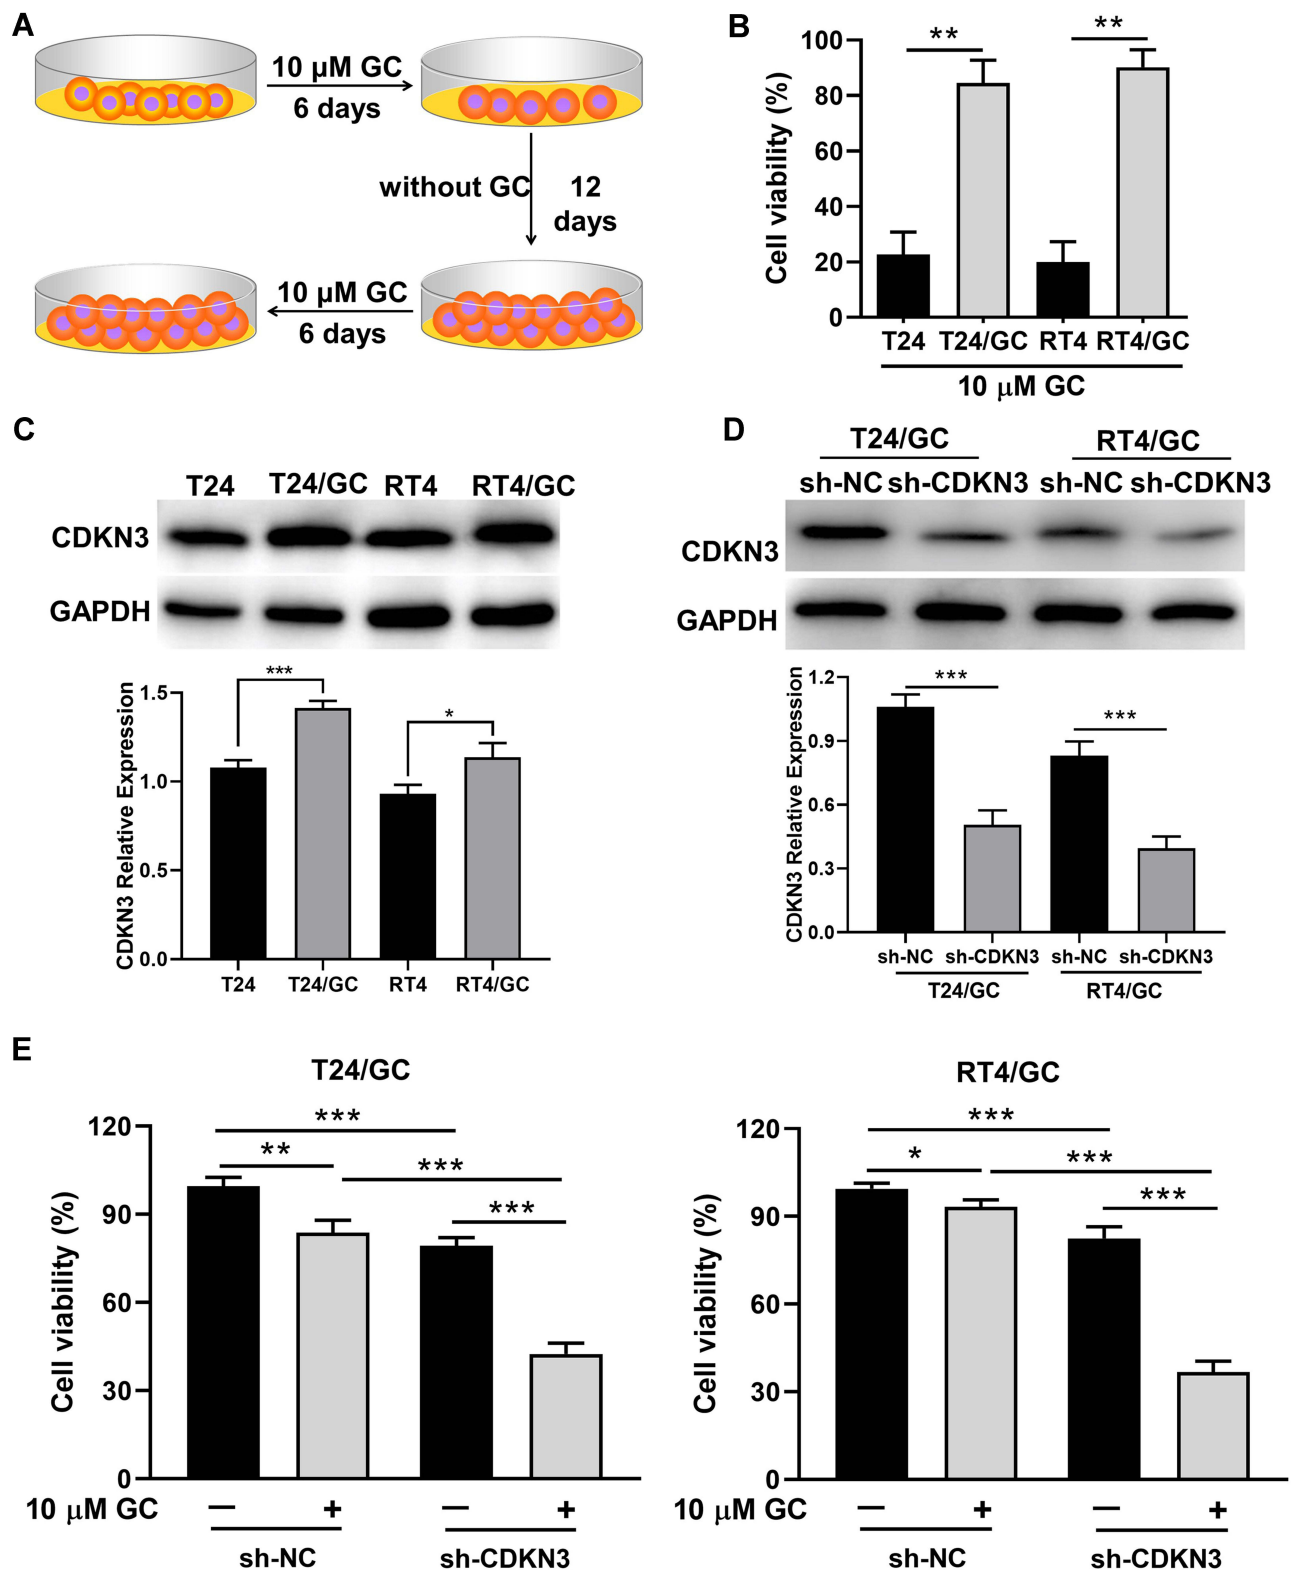 A
10 μM GC
6 days
without GC
12
days
10 μM GC
6 days
B
Cell viability (%)
100
80
60
40
20
0
**
**
T24 T24/GC RT4 RT4/GC
10 μM GC
C
T24 T24/GC RT4 RT4/GC
CDKN3
GAPDH
CDKN3 Relative Expression
1.5
1.0
0.5
0.0
***
*
T24 T24/GC RT4 RT4/GC
D
T24/GC RT4/GC
sh-NC sh-CDKN3 sh-NC sh-CDKN3
CDKN3
GAPDH
CDKN3 Relative Expression
1.2
0.9
0.6
0.3
0.0
***
***
sh-NC sh-CDKN3 sh-NC sh-CDKN3
T24/GC RT4/GC
E
T24/GC
Cell viability (%)
120
90
60
30
0
***
**
***
***
10 μM GC — + — +
sh-NC sh-CDKN3
RT4/GC
Cell viability (%)
120
90
60
30
0
***
*
***
***
10 μM GC — + — +
sh-NC sh-CDKN3